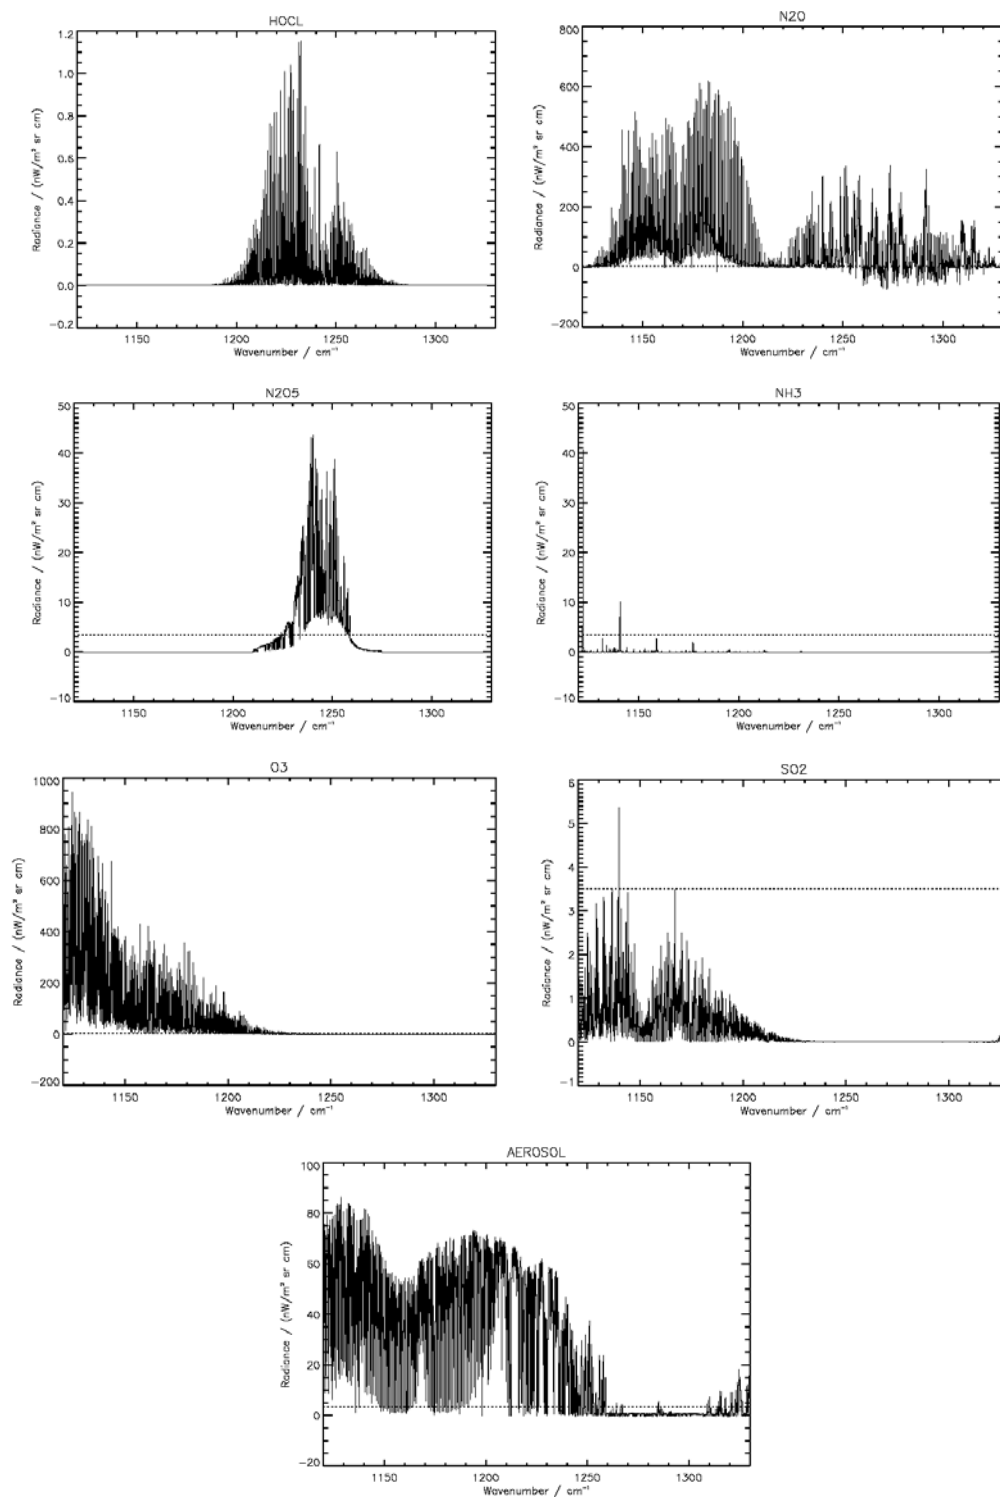 HOCL
1.2
1.0
0.8
0.6
0.4
0.2
0.0
−0.2
Radiance / (nW/m² sr cm)
1150 1200 1250 1300
Wavenumber / cm⁻¹
N2O
800
600
400
200
0
−200
Radiance / (nW/m² sr cm)
1150 1200 1250 1300
Wavenumber / cm⁻¹
N2O5
50
40
30
20
10
0
−10
Radiance / (nW/m² sr cm)
1150 1200 1250 1300
Wavenumber / cm⁻¹
NH3
50
40
30
20
10
0
−10
Radiance / (nW/m² sr cm)
1150 1200 1250 1300
Wavenumber / cm⁻¹
O3
1000
800
600
400
200
0
−200
Radiance / (nW/m² sr cm)
1150 1200 1250 1300
Wavenumber / cm⁻¹
SO2
6
5
4
3
2
1
0
−1
Radiance / (nW/m² sr cm)
1150 1200 1250 1300
Wavenumber / cm⁻¹
AEROSOL
100
80
60
40
20
0
−20
Radiance / (nW/m² sr cm)
1150 1200 1250 1300
Wavenumber / cm⁻¹